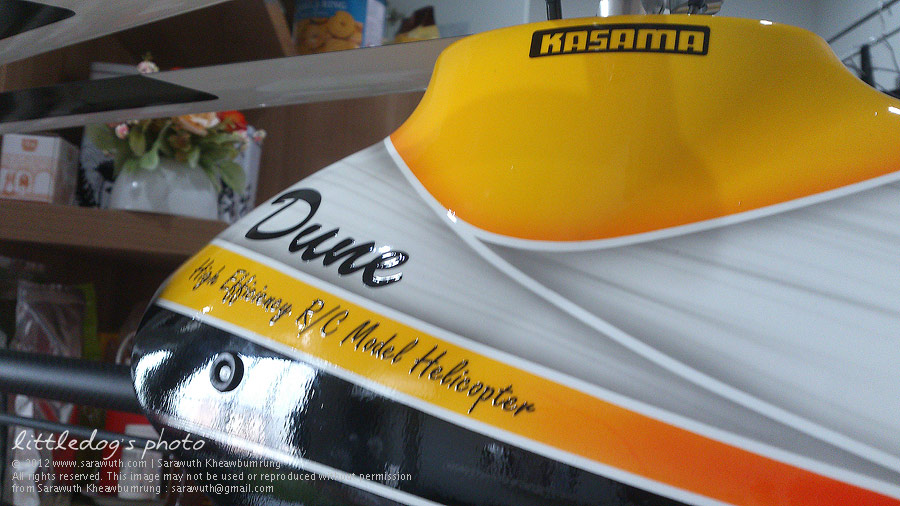 KASAMA
Dune
High Efficiency R/C Model Helicopter
littledog's photo
© 2012 www.sarawuth.com | Sarawuth Kheawbumrung
All rights reserved. This image may not be used or reproduced without permission
from Sarawuth Kheawbumrung : sarawuth@gmail.com